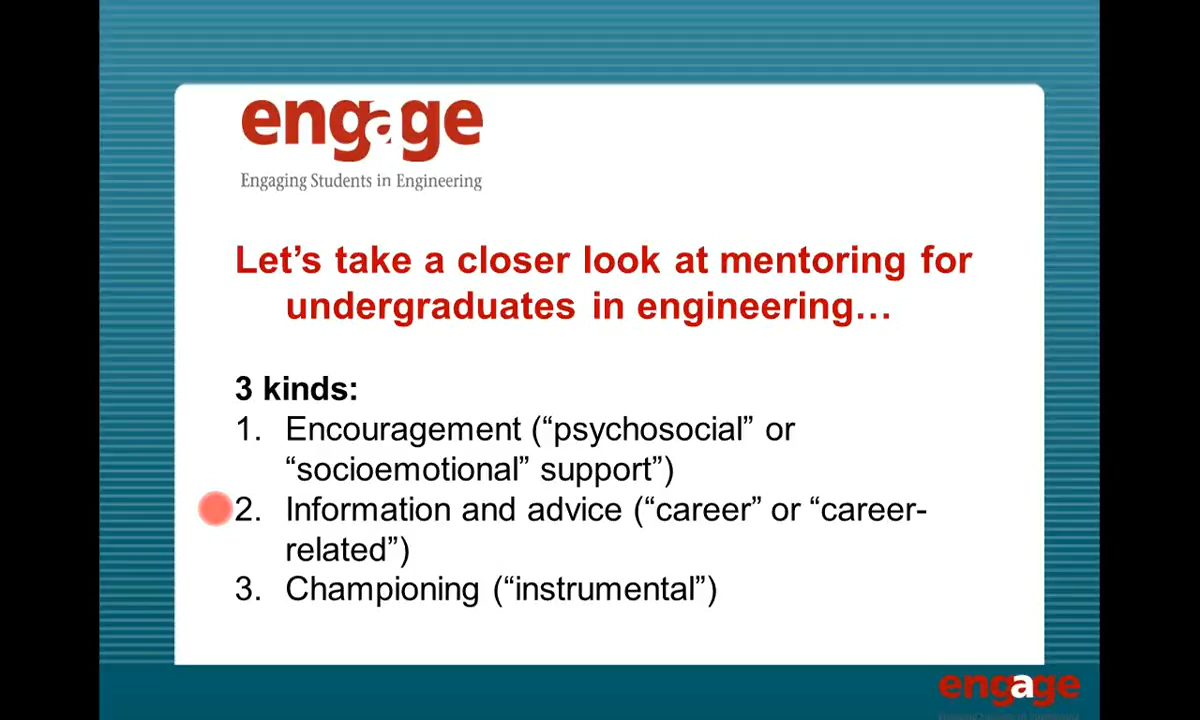 engage
Engaging Students in Engineering
Let’s take a closer look at mentoring for
undergraduates in engineering…
3 kinds:
1. Encouragement (“psychosocial” or
“socioemotional” support”)
2. Information and advice (“career” or “career-
related”)
3. Championing (“instrumental”)
engage